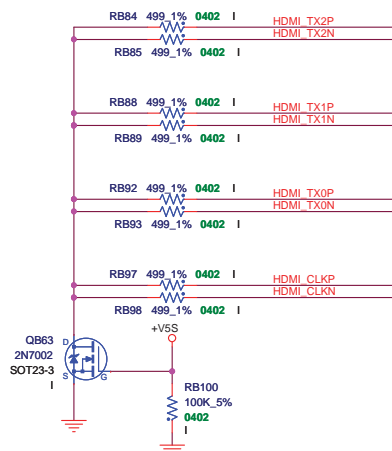 RB84 499_1% 0402 I HDMI_TX2P
HDMI_TX2N
RB85 499_1% 0402 I
RB88 499_1% 0402 I HDMI_TX1P
HDMI_TX1N
RB89 499_1% 0402 I
RB92 499_1% 0402 I HDMI_TX0P
HDMI_TX0N
RB93 499_1% 0402 I
RB97 499_1% 0402 I HDMI_CLKP
HDMI_CLKN
RB98 499_1% 0402 I
+V5S
QB63 D
2N7002
SOT23-3 S G
I
RB100
100K_5%
0402
I